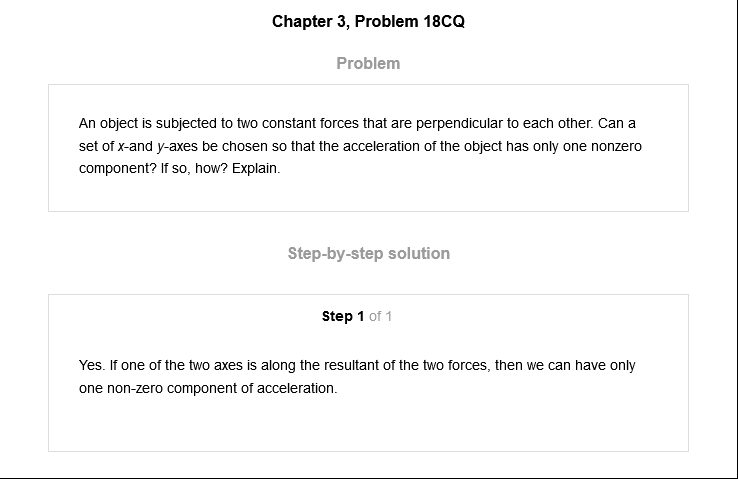 Chapter 3, Problem 18CQ
Problem
An object is subjected to two constant forces that are perpendicular to each other. Can a
set of x-and y-axes be chosen so that the acceleration of the object has only one nonzero
component? If so, how? Explain.
Step-by-step solution
Step 1 of 1
Yes. If one of the two axes is along the resultant of the two forces, then we can have only
one non-zero component of acceleration.